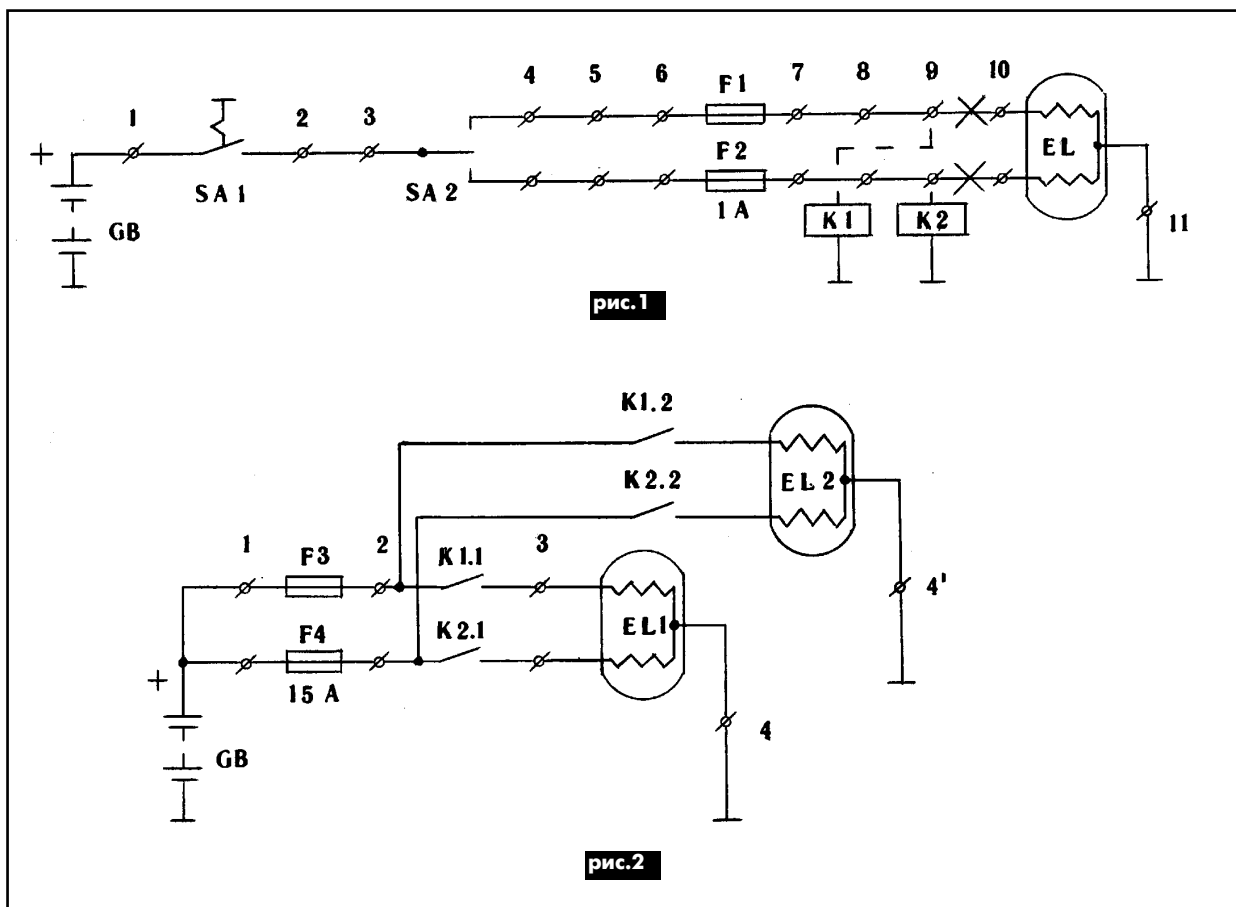 4 5 6 F1 7 8 9 10
1 2 3
+ SA1 SA2 F2 EL
GB 1A K1 K2 11
рис.1
K1.2
K2.2 EL2
1 F3 2 K1.1 3 4'
F4 K2.1 EL1
+ 15 A
GB 4
рис.2